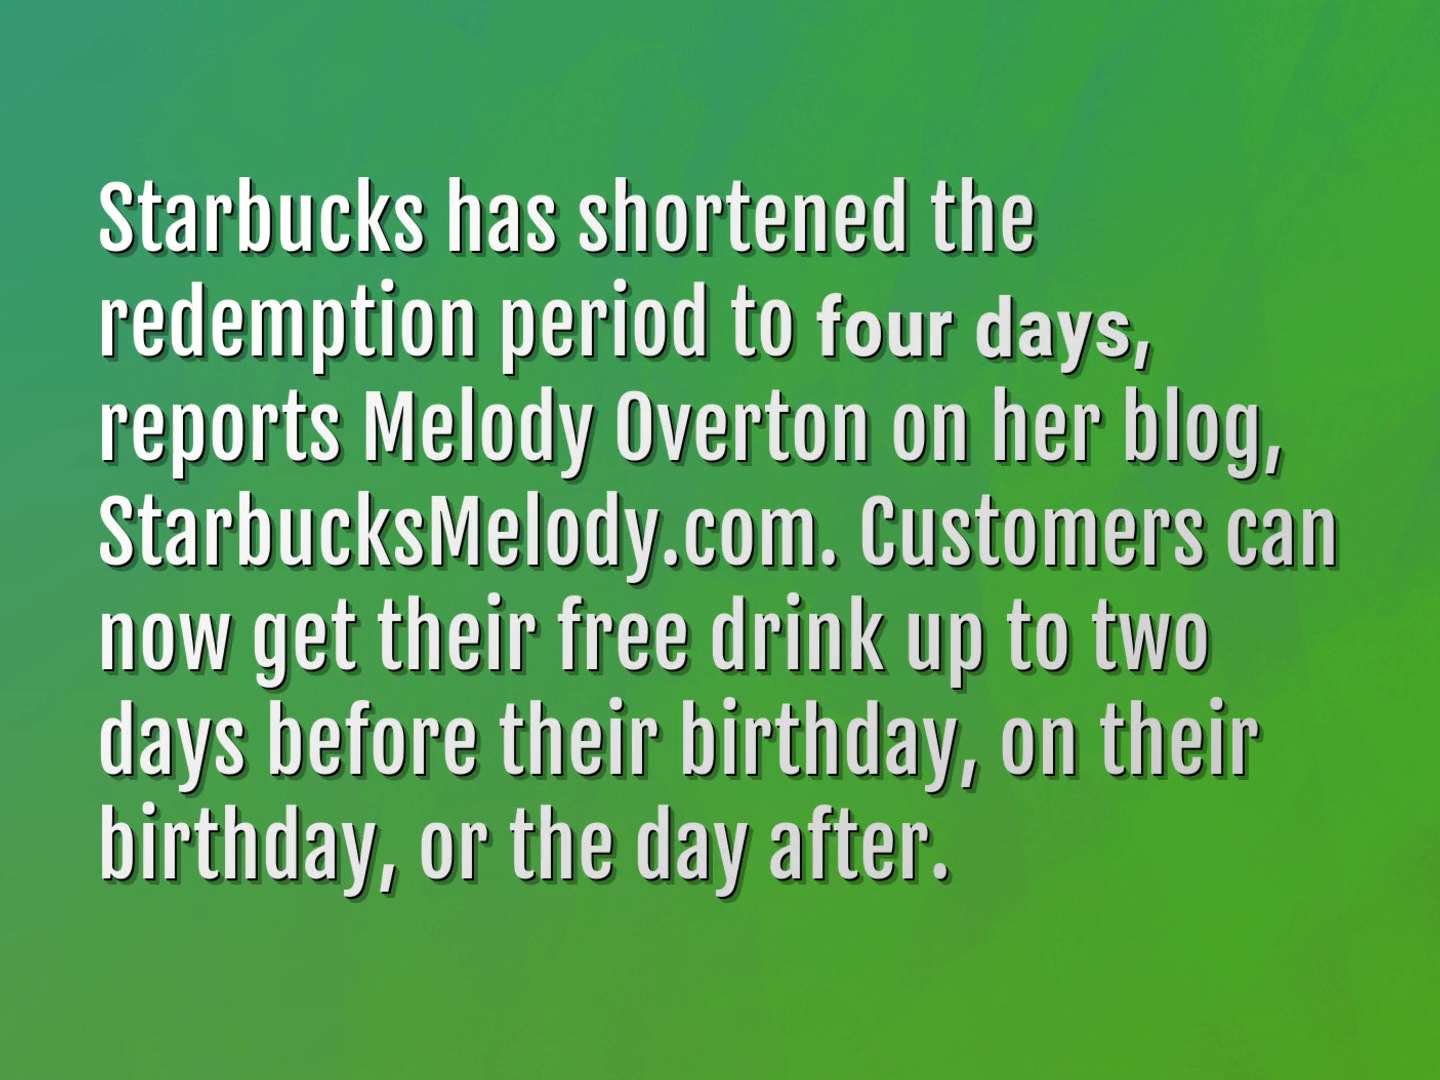 Starbucks has shortened the
redemption period to four days,
reports Melody Overton on her blog,
StarbucksMelody.com. Customers can
now get their free drink up to two
days before their birthday, on their
birthday, or the day after.